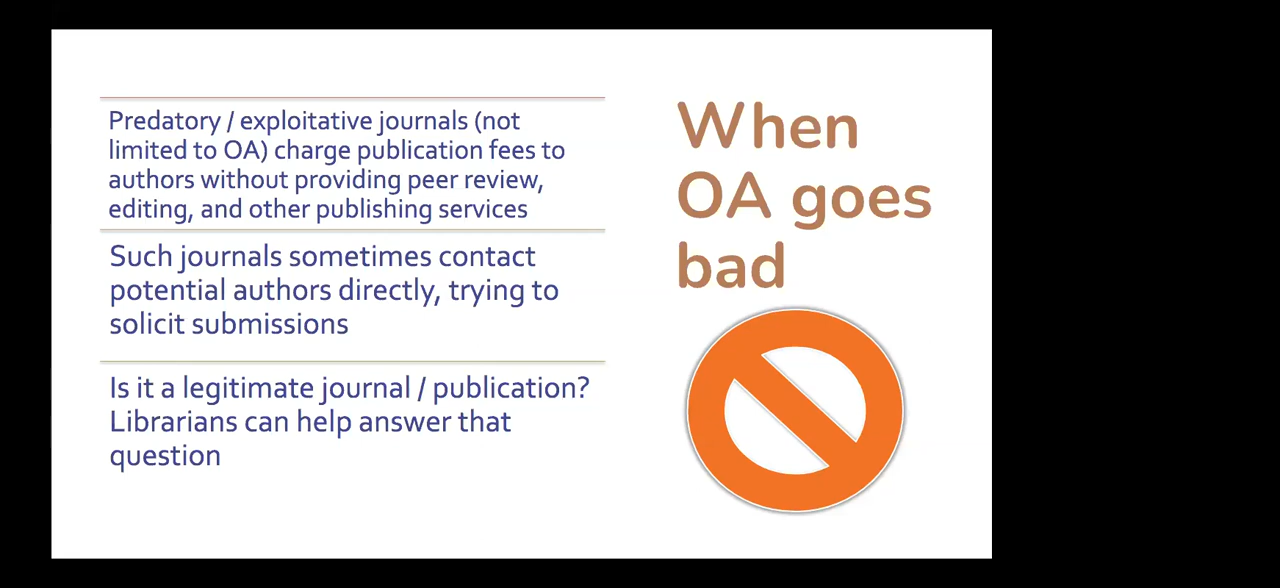 When
OA goes
bad
Predatory / exploitative journals (not
limited to OA) charge publication fees to
authors without providing peer review,
editing, and other publishing services
Such journals sometimes contact
potential authors directly, trying to
solicit submissions
Is it a legitimate journal / publication?
Librarians can help answer that
question